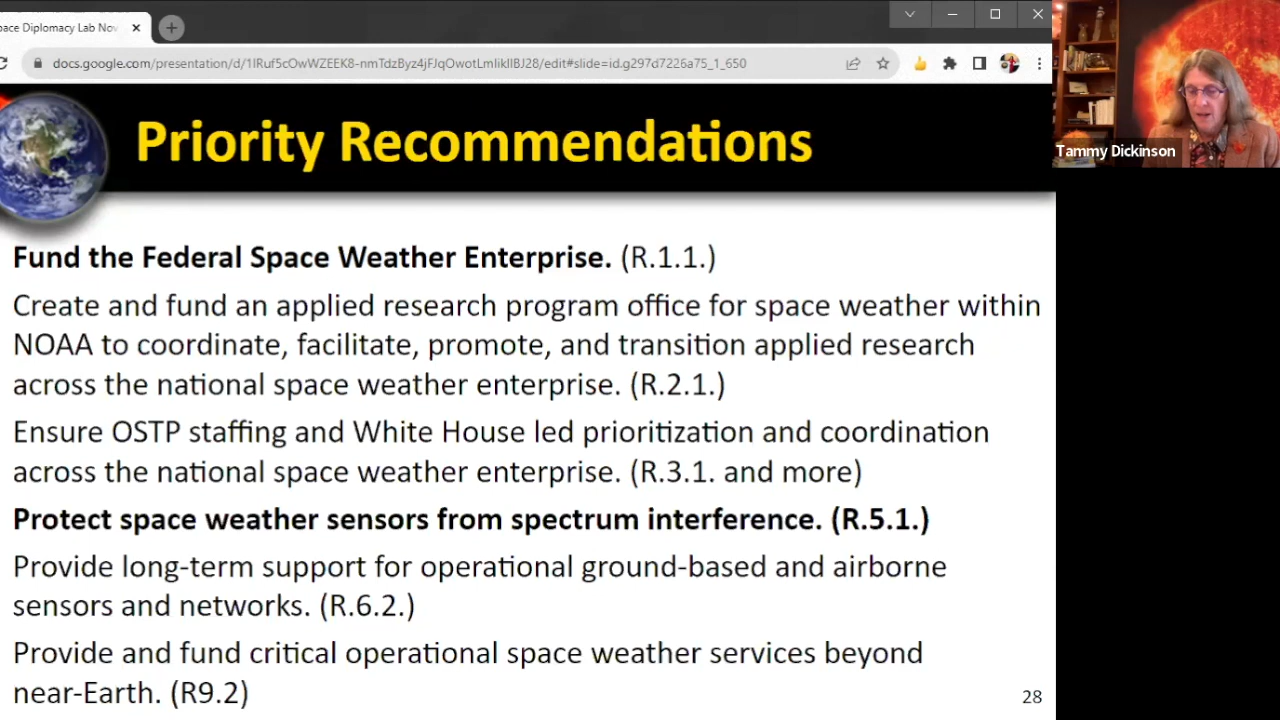 pace Diplomacy Lab Nov
docs.google.com/presentation/d/1lRuf5cOwWZEEK8-nmTdzByz4jFJqOwotLmlikllBJ28/edit#slide=id.g297d7226a75_1_650
Priority Recommendations
Tammy Dickinson
Fund the Federal Space Weather Enterprise. (R.1.1.)
Create and fund an applied research program office for space weather within
NOAA to coordinate, facilitate, promote, and transition applied research
across the national space weather enterprise. (R.2.1.)
Ensure OSTP staffing and White House led prioritization and coordination
across the national space weather enterprise. (R.3.1. and more)
Protect space weather sensors from spectrum interference. (R.5.1.)
Provide long-term support for operational ground-based and airborne
sensors and networks. (R.6.2.)
Provide and fund critical operational space weather services beyond
near-Earth. (R9.2)
28